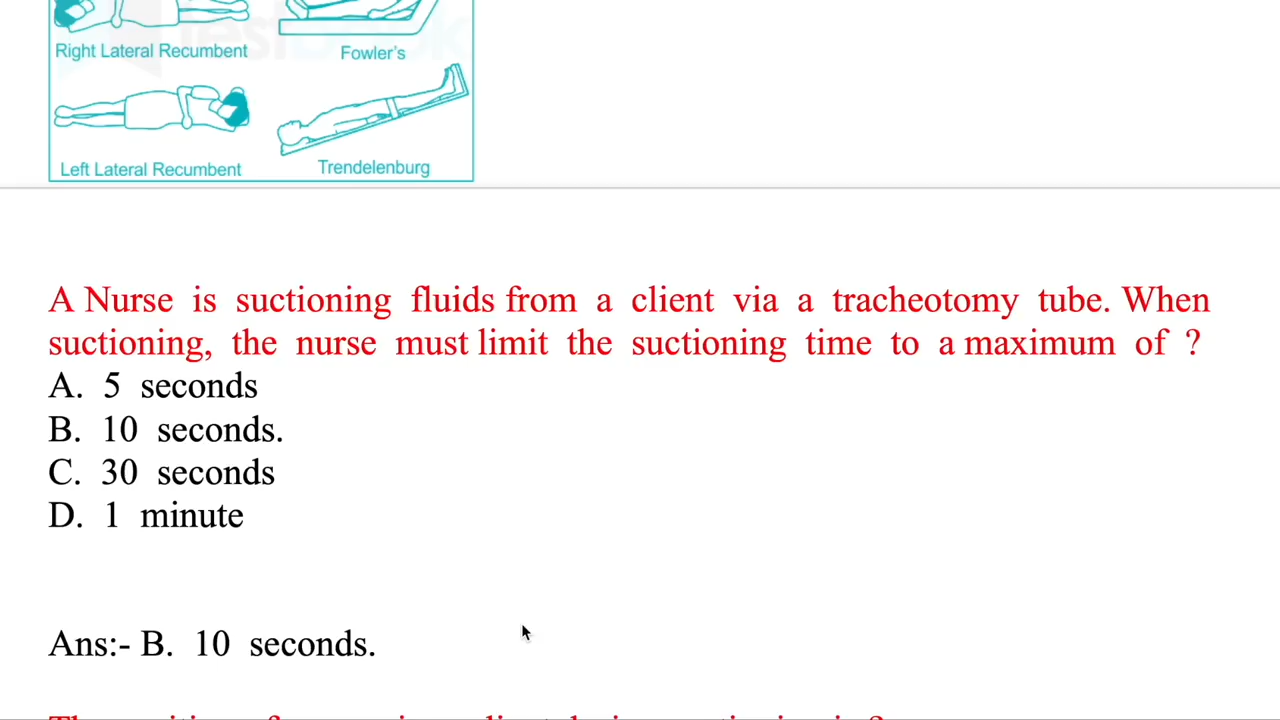 Right Lateral Recumbent
Fowler's
Left Lateral Recumbent
Trendelenburg
A Nurse is suctioning fluids from a client via a tracheotomy tube. When
suctioning, the nurse must limit the suctioning time to a maximum of ?
A. 5 seconds
B. 10 seconds.
C. 30 seconds
D. 1 minute
Ans:- B. 10 seconds.